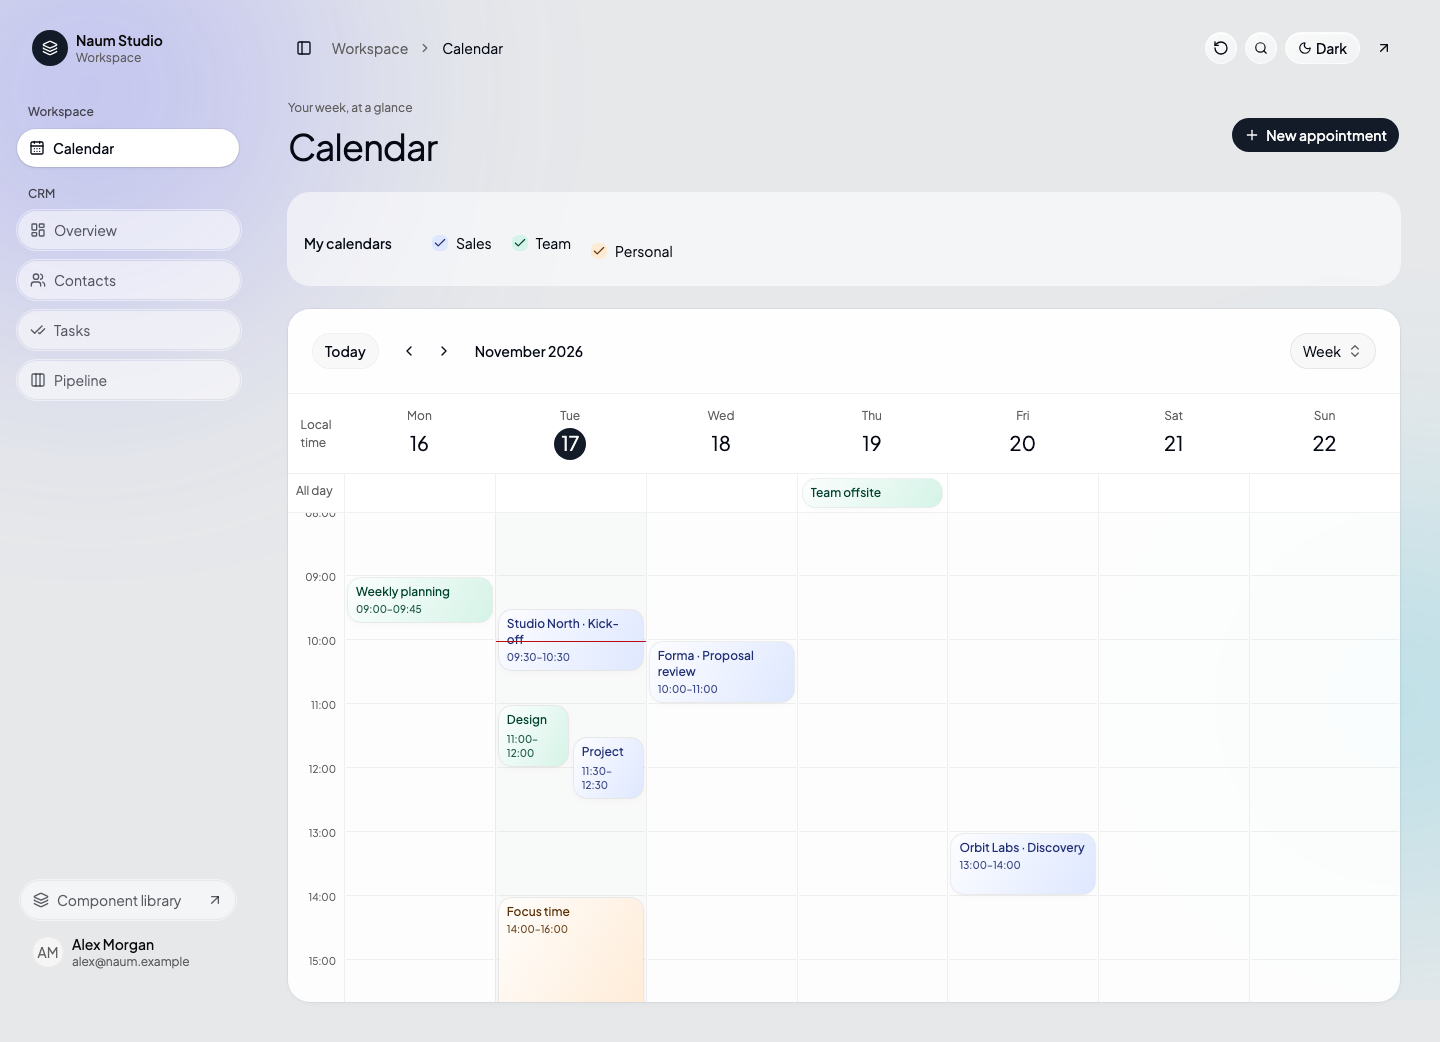 Naum Studio
Workspace
Workspace
Calendar
CRM
Overview
Contacts
Tasks
Pipeline
Component library
AM
Alex Morgan
alex@naum.example
Workspace
Calendar
Dark
Your week, at a glance
Calendar
New appointment
My calendars
Sales
Team
Personal
Today
November 2026
Week
Local
time
Mon
16
Tue
17
Wed
18
Thu
19
Fri
20
Sat
21
Sun
22
All day
Team offsite
08:00
09:00
10:00
11:00
12:00
13:00
14:00
15:00
Weekly planning
09:00–09:45
Studio North · Kick-
off
09:30–10:30
Design
11:00–
12:00
Project
11:30–
12:30
Focus time
14:00–16:00
Forma · Proposal
review
10:00–11:00
Orbit Labs · Discovery
13:00–14:00